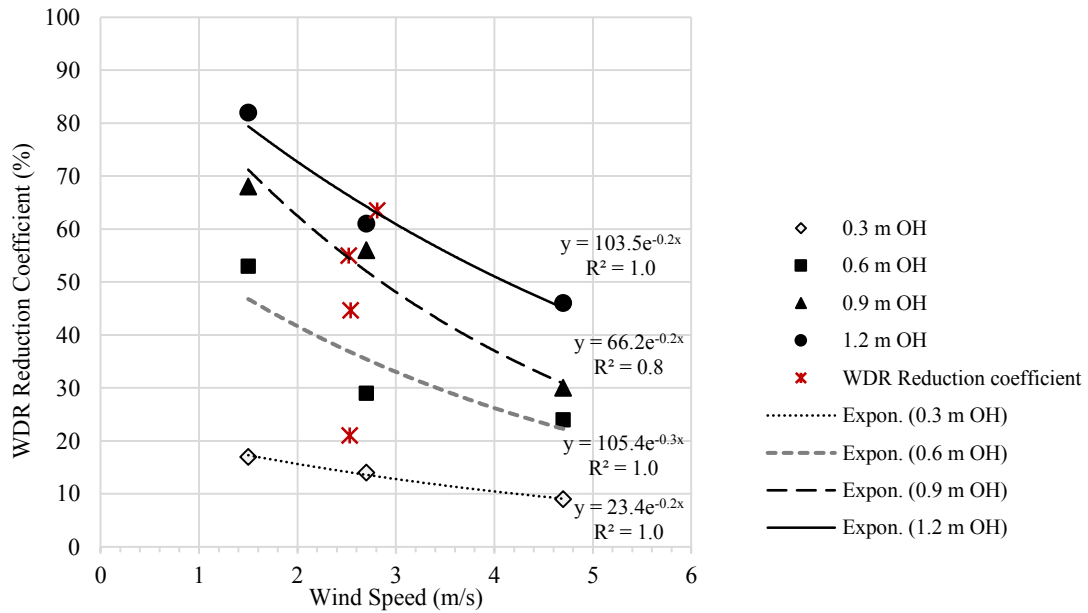 WDR Reduction Coefficient (%)
100
90
80
70
60
50
40
30
20
10
0
y = 103.5e^-0.2x
R² = 1.0
y = 66.2e^-0.2x
R² = 0.8
y = 105.4e^-0.3x
R² = 1.0
y = 23.4e^-0.2x
R² = 1.0
0 1 2 3 4 5 6
Wind Speed (m/s)
0.3 m OH
0.6 m OH
0.9 m OH
1.2 m OH
WDR Reduction coefficient
Expon. (0.3 m OH)
Expon. (0.6 m OH)
Expon. (0.9 m OH)
Expon. (1.2 m OH)